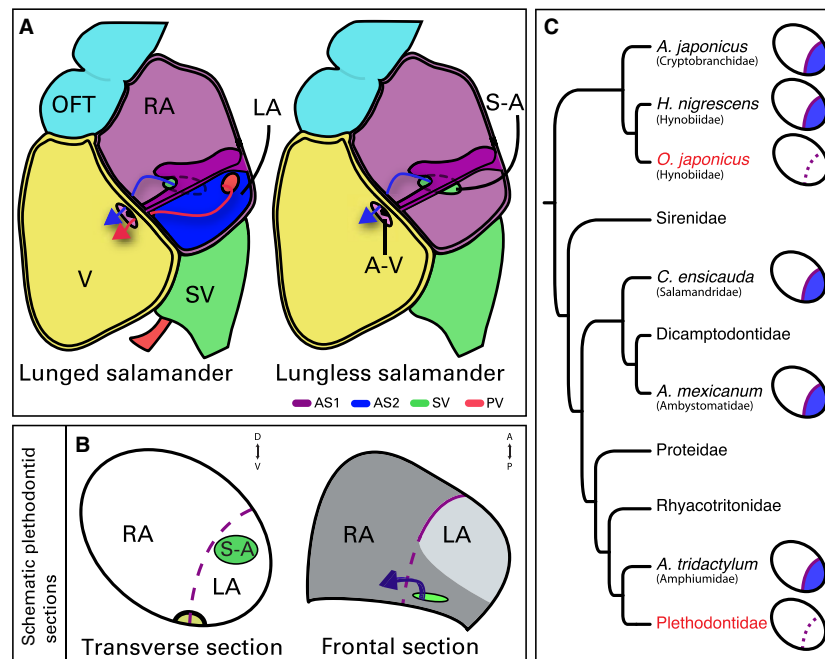 A
OFT
RA
LA
V
SV
Lunged salamander
S-A
A-V
Lungless salamander
AS1 AS2 SV PV
B
Schematic plethodontid
sections
D
V
RA
S-A
LA
Transverse section
A
P
RA
LA
Frontal section
C
A. japonicus
(Cryptobranchidae)
H. nigrescens
(Hynobiidae)
O. japonicus
(Hynobiidae)
Sirenidae
C. ensicauda
(Salamandridae)
Dicamptodontidae
A. mexicanum
(Ambystomatidae)
Proteidae
Rhyacotritonidae
A. tridactylum
(Amphiumidae)
Plethodontidae